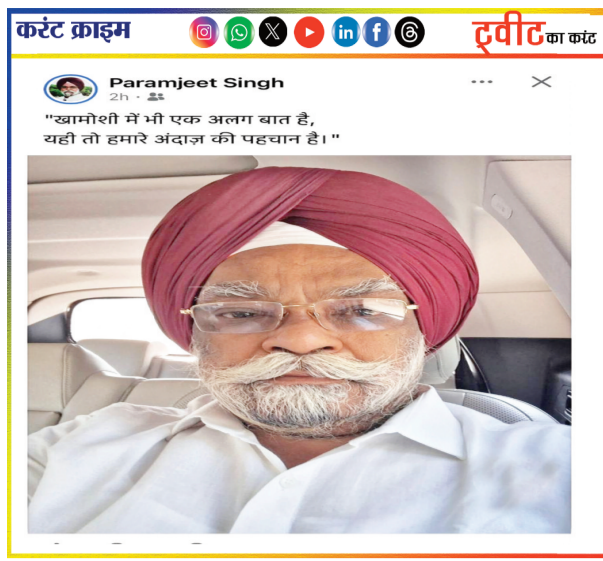 करंट क्राइम
ट्वीट का करंट
Paramjeet Singh
2h
"खामोशी में भी एक अलग बात है,
यही तो हमारे अंदाज़ की पहचान है।"